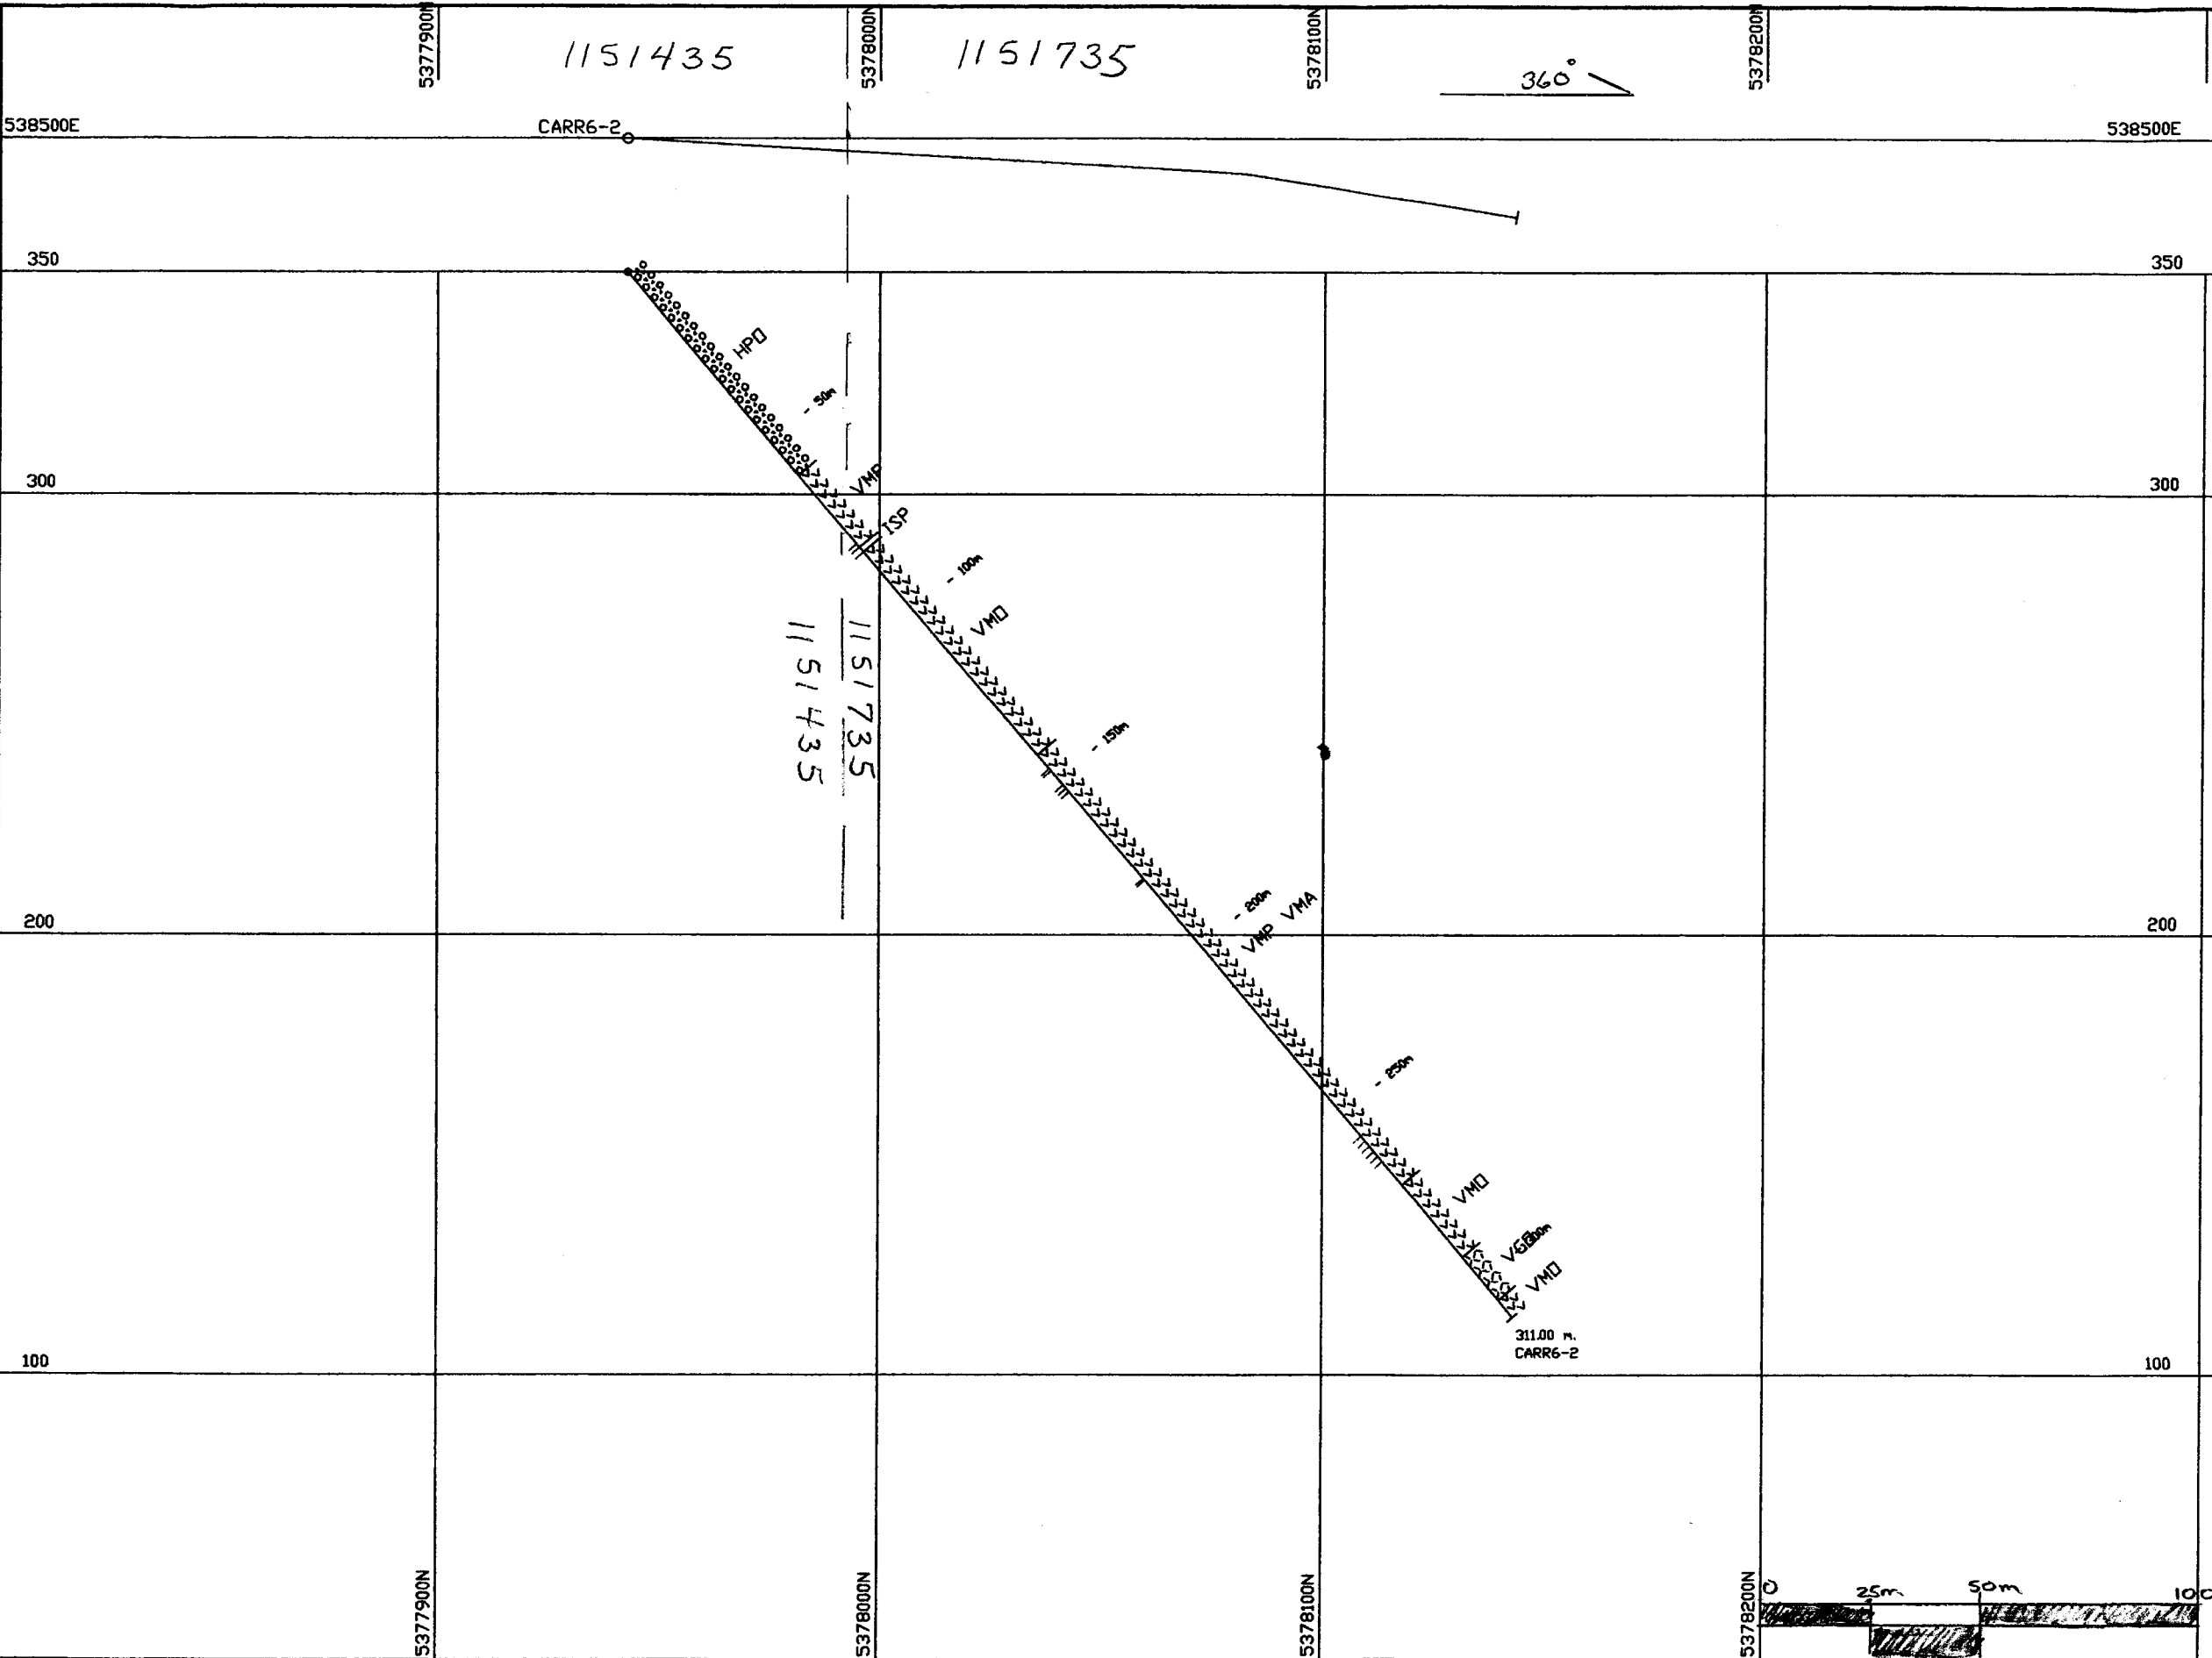 5377900N
1151435
5378000N
1151735
5378100N
360°
5378200N
538500E
CARR6-2
538500E
350
350
HPO
- 50m
300
VMP
300
ISP
- 100m
VMO
1151735
1151435
- 150m
200
- 200m
VMP VMA
200
- 250m
VMO
VMO
311.00 m.
CARR6-2
100
100
5377900N
5378000N
5378100N
5378200N
0 25m 50m 100